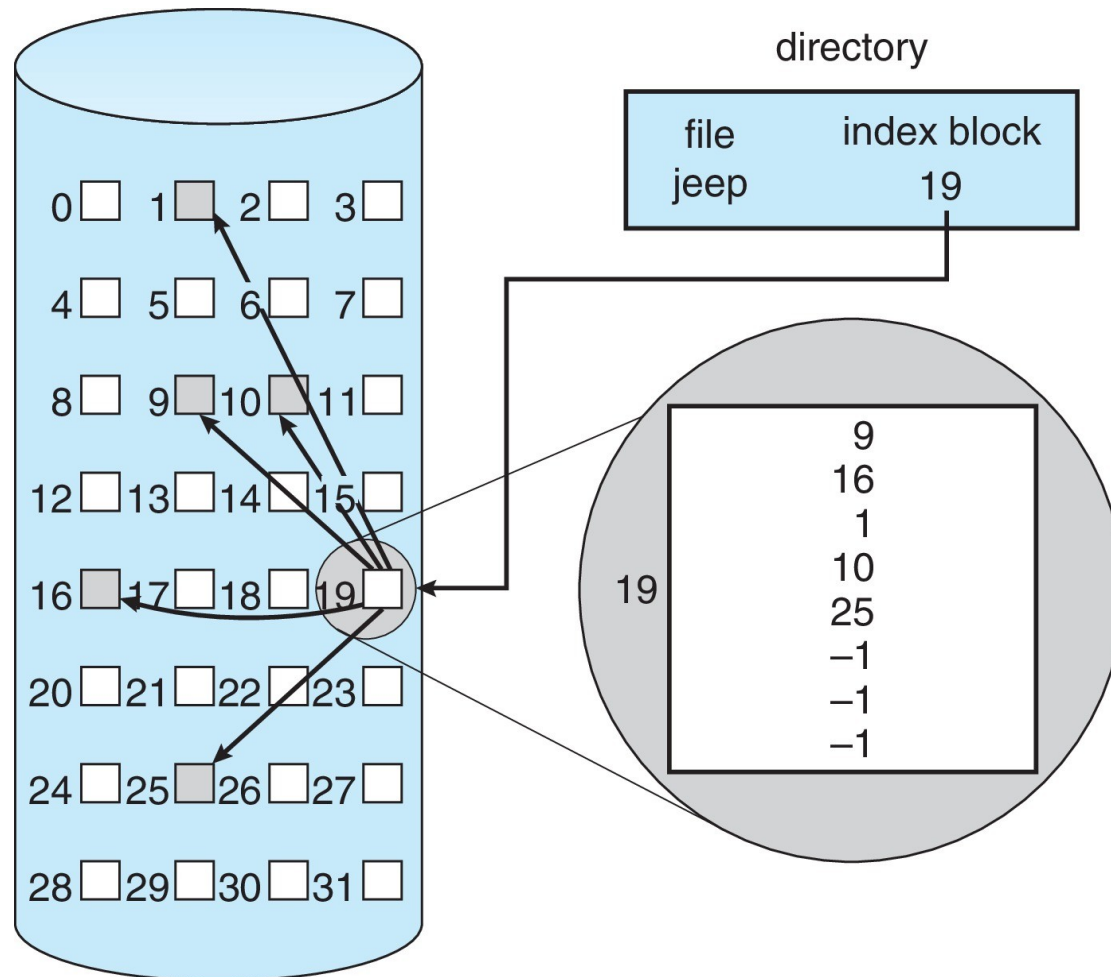 directory
file index block
jeep 19
0 1 2 3
4 5 6 7
8 9 10 11
12 13 14 15
16 17 18 19
20 21 22 23
24 25 26 27
28 29 30 31
19
9
16
1
10
25
–1
–1
–1